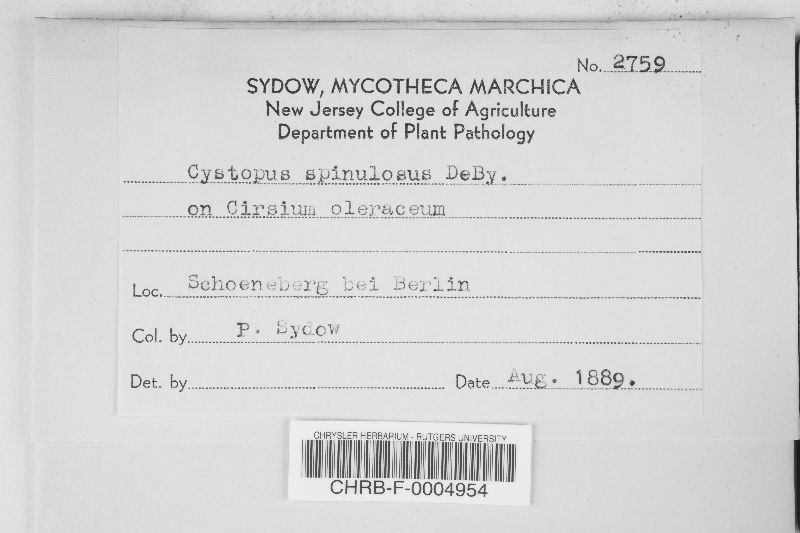 No. 2759
SYDOW, MYCOTHECA MARCHICA
New Jersey College of Agriculture
Department of Plant Pathology
Cystopus spinulosus DeBy.
on Cirsium oleraceum
Loc. Schoeneberg bei Berlin
Col. by P. Sydow
Det. by Date Aug. 1889.
CHRYSLER HERBARIUM - RUTGERS UNIVERSITY
CHRB-F-0004954